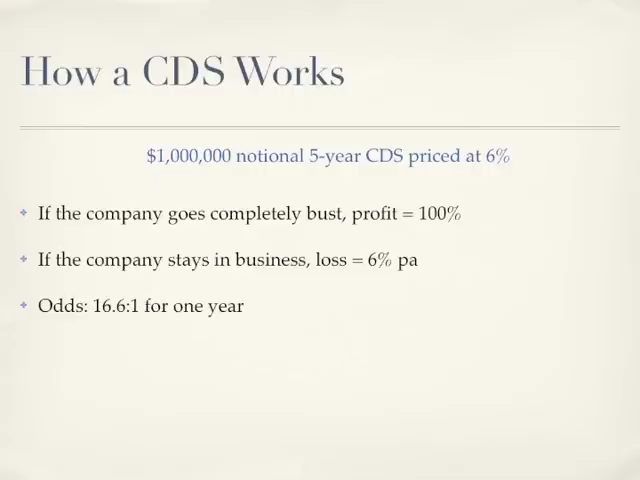 How a CDS Works
$1,000,000 notional 5-year CDS priced at 6%
If the company goes completely bust, profit = 100%
If the company stays in business, loss = 6% pa
Odds: 16.6:1 for one year